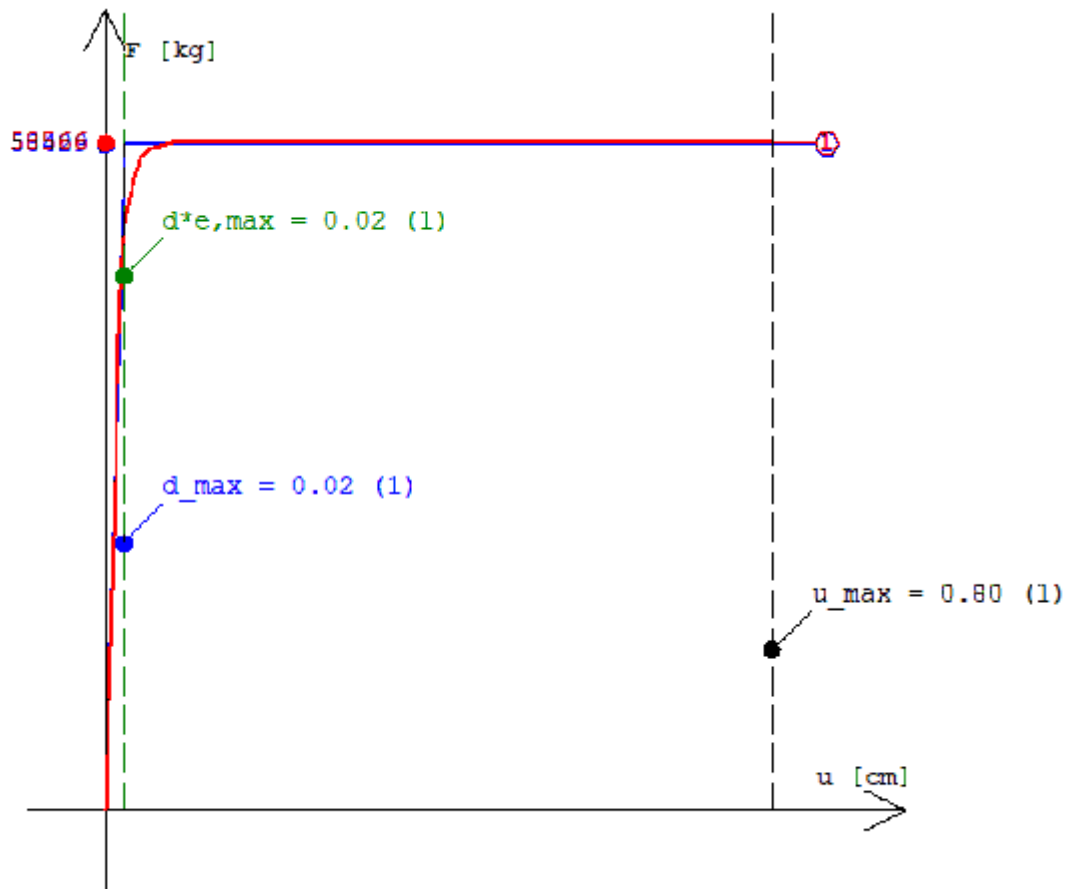 F [kg]
1
d*e,max = 0.02 (1)
d_max = 0.02 (1)
u_max = 0.80 (1)
u [cm]